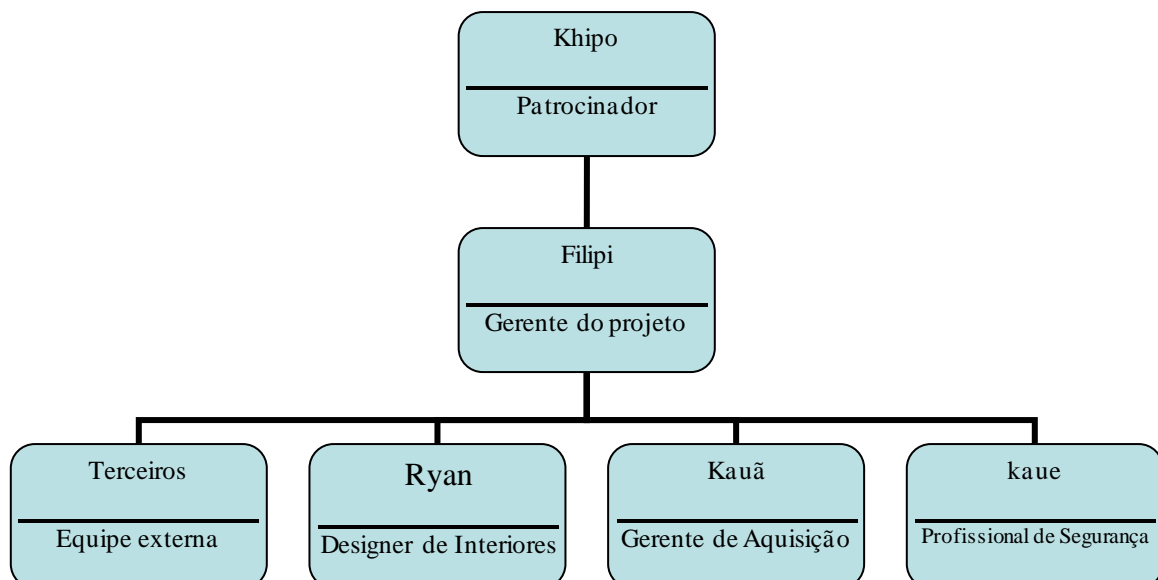 Khipo
Patrocinador
Filipi
Gerente do projeto
Terceiros
Equipe externa
Ryan
Designer de Interiores
Kauã
Gerente de Aquisição
kaue
Profissional de Segurança